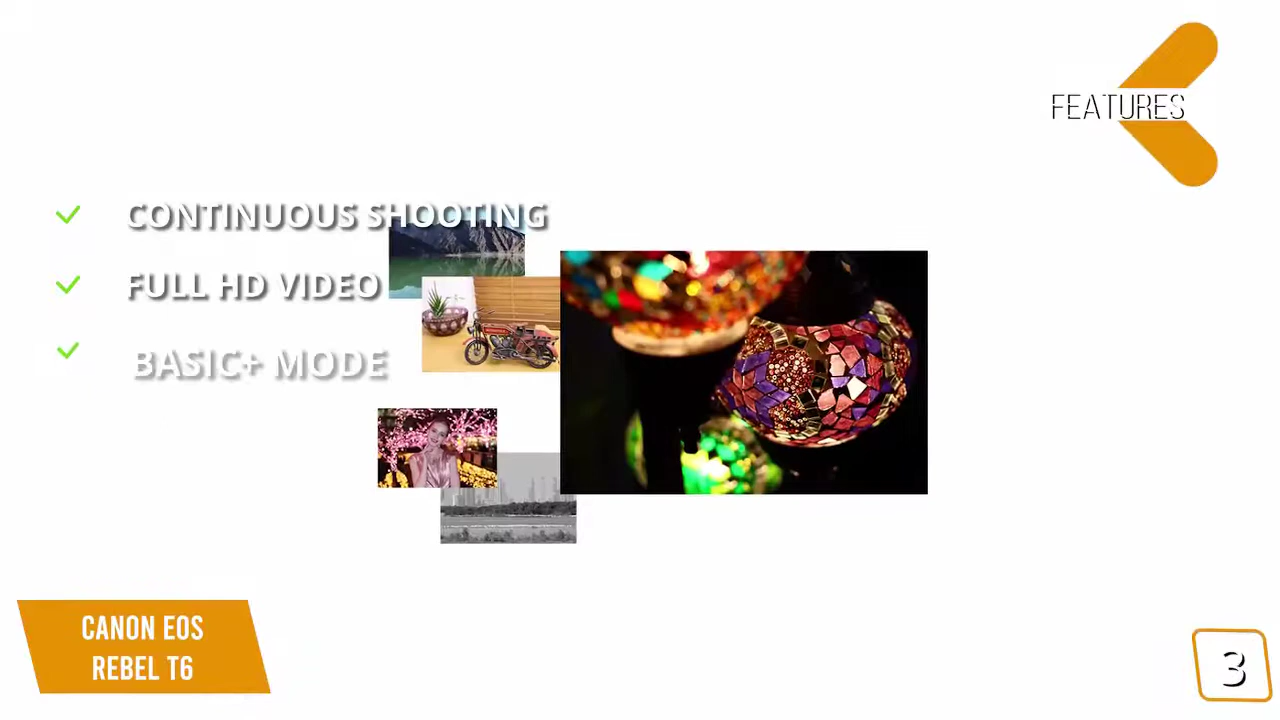 FEATURES
CONTINUOUS SHOOTING
FULL HD VIDEO
BASIC+ MODE
CANON EOS
REBEL T6
3